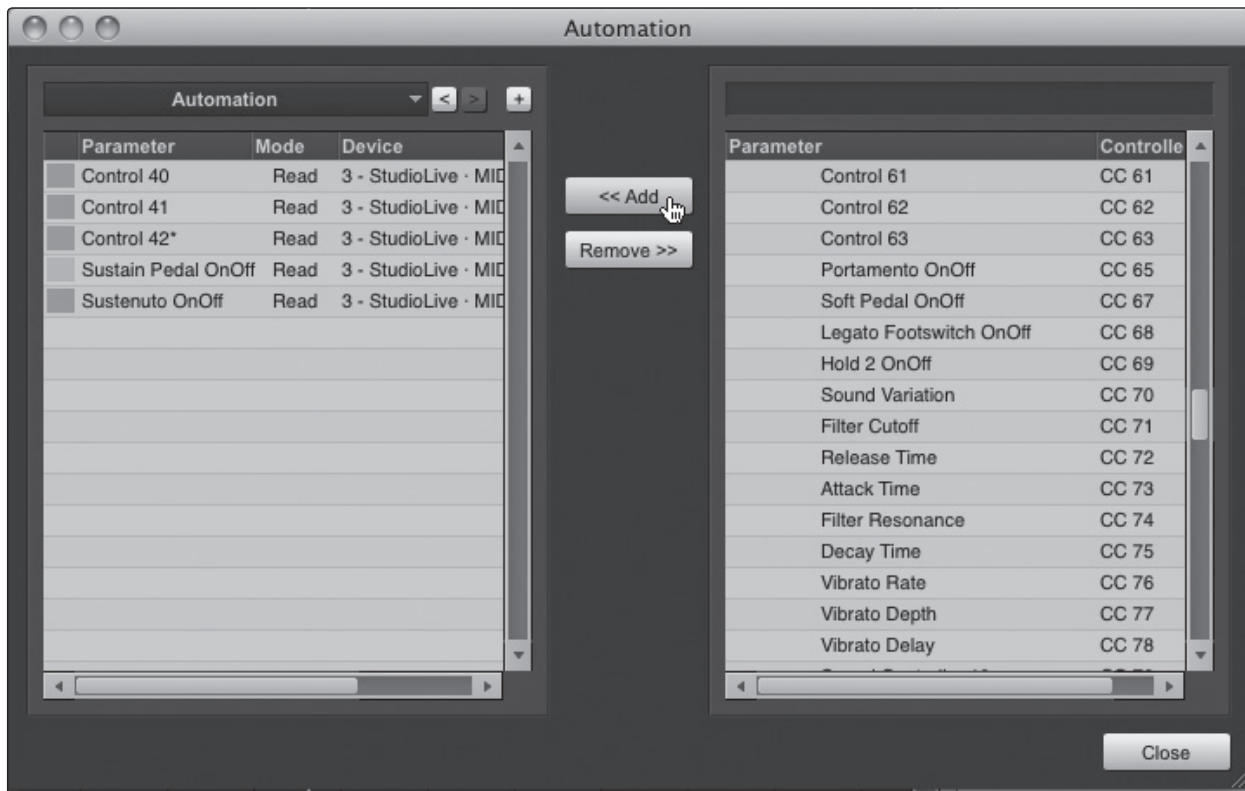 Automation
Automation < > +
Parameter Mode Device
Control 40 Read 3 - StudioLive · MID
Control 41 Read 3 - StudioLive · MID
Control 42* Read 3 - StudioLive · MID
Sustain Pedal OnOff Read 3 - StudioLive · MID
Sustenuto OnOff Read 3 - StudioLive · MID
<< Add
Remove >>
Parameter Controlle
Control 61 CC 61
Control 62 CC 62
Control 63 CC 63
Portamento OnOff CC 65
Soft Pedal OnOff CC 67
Legato Footswitch OnOff CC 68
Hold 2 OnOff CC 69
Sound Variation CC 70
Filter Cutoff CC 71
Release Time CC 72
Attack Time CC 73
Filter Resonance CC 74
Decay Time CC 75
Vibrato Rate CC 76
Vibrato Depth CC 77
Vibrato Delay CC 78
Close